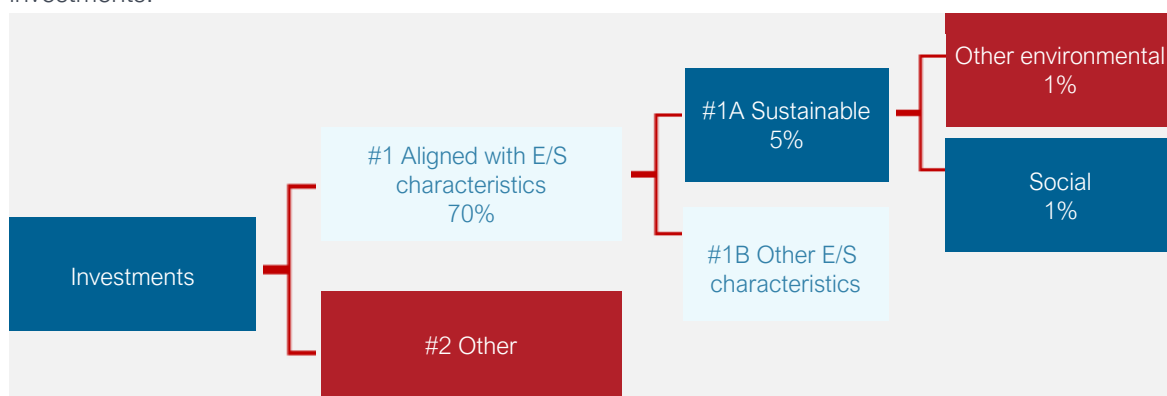 investments.
Other environmental
1%
#1A Sustainable
5%
#1 Aligned with E/S
characteristics
70%
Social
1%
#1B Other E/S
characteristics
Investments
#2 Other